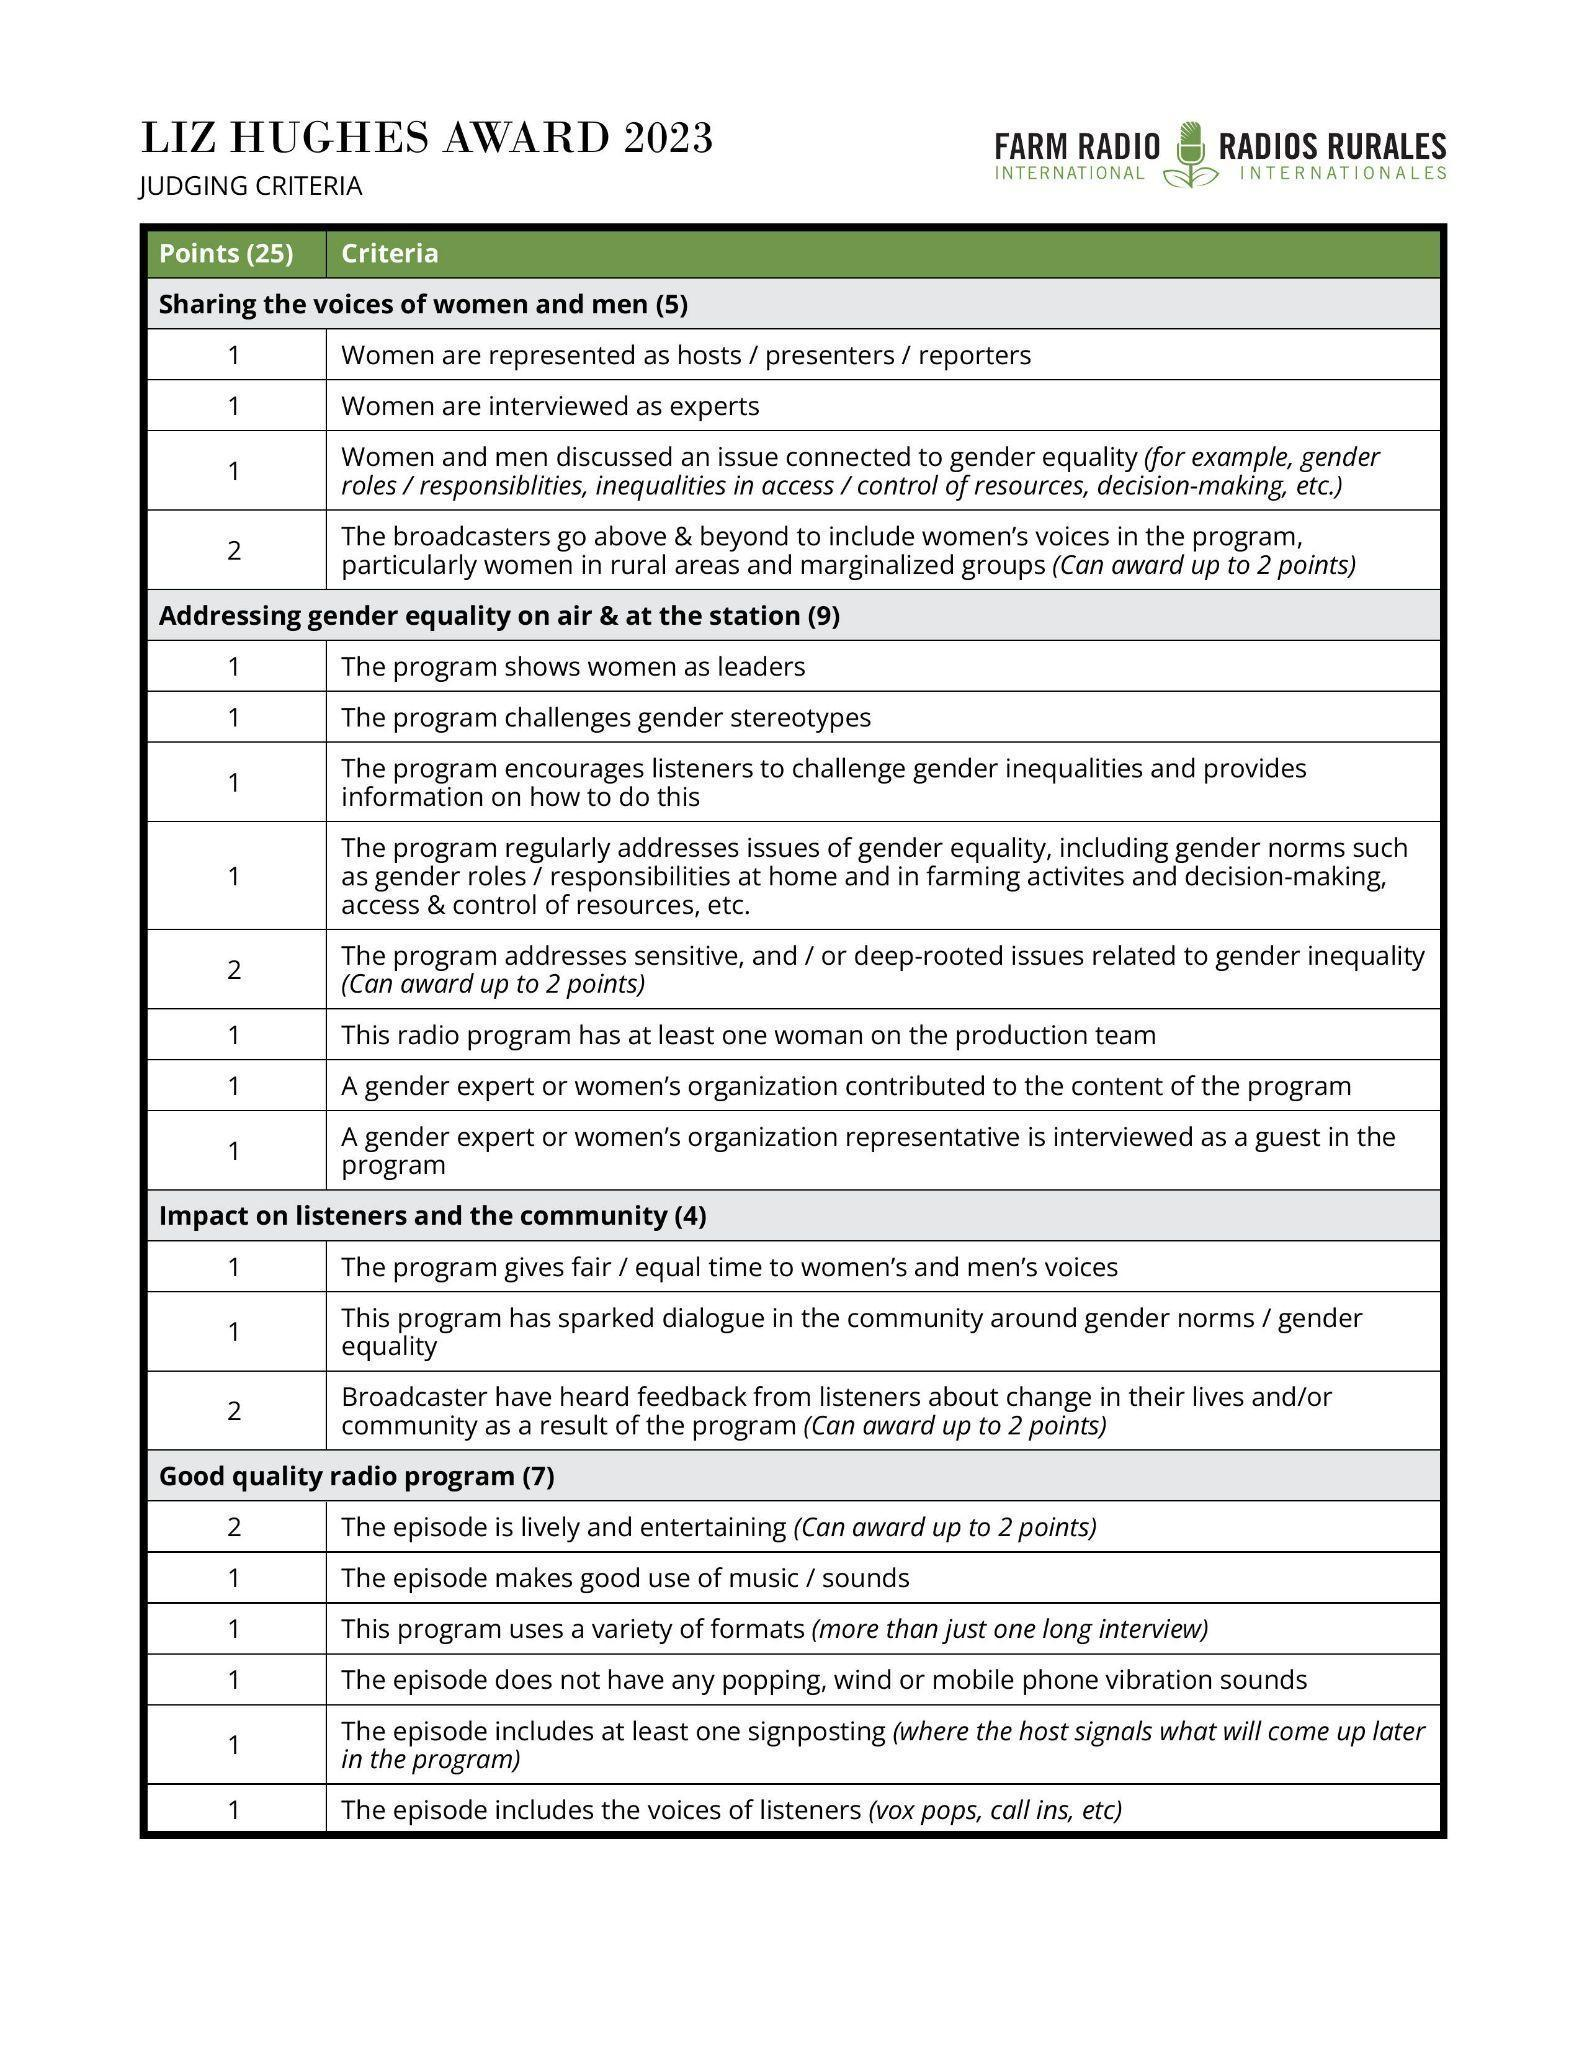 LIZ HUGHES AWARD 2023
JUDGING CRITERIA
FARM RADIO RADIOS RURALES
INTERNATIONAL INTERNATIONALES
Points (25) Criteria
Sharing the voices of women and men (5)
1 Women are represented as hosts / presenters / reporters
1 Women are interviewed as experts
1 Women and men discussed an issue connected to gender equality (for example, gender
roles / responsiblities, inequalities in access / control of resources, decision-making, etc.)
2 The broadcasters go above & beyond to include women’s voices in the program,
particularly women in rural areas and marginalized groups (Can award up to 2 points)
Addressing gender equality on air & at the station (9)
1 The program shows women as leaders
1 The program challenges gender stereotypes
1 The program encourages listeners to challenge gender inequalities and provides
information on how to do this
1 The program regularly addresses issues of gender equality, including gender norms such
as gender roles / responsibilities at home and in farming activites and decision-making,
access & control of resources, etc.
2 The program addresses sensitive, and / or deep-rooted issues related to gender inequality
(Can award up to 2 points)
1 This radio program has at least one woman on the production team
1 A gender expert or women’s organization contributed to the content of the program
1 A gender expert or women’s organization representative is interviewed as a guest in the
program
Impact on listeners and the community (4)
1 The program gives fair / equal time to women’s and men’s voices
1 This program has sparked dialogue in the community around gender norms / gender
equality
2 Broadcaster have heard feedback from listeners about change in their lives and/or
community as a result of the program (Can award up to 2 points)
Good quality radio program (7)
2 The episode is lively and entertaining (Can award up to 2 points)
1 The episode makes good use of music / sounds
1 This program uses a variety of formats (more than just one long interview)
1 The episode does not have any popping, wind or mobile phone vibration sounds
1 The episode includes at least one signposting (where the host signals what will come up later
in the program)
1 The episode includes the voices of listeners (vox pops, call ins, etc)